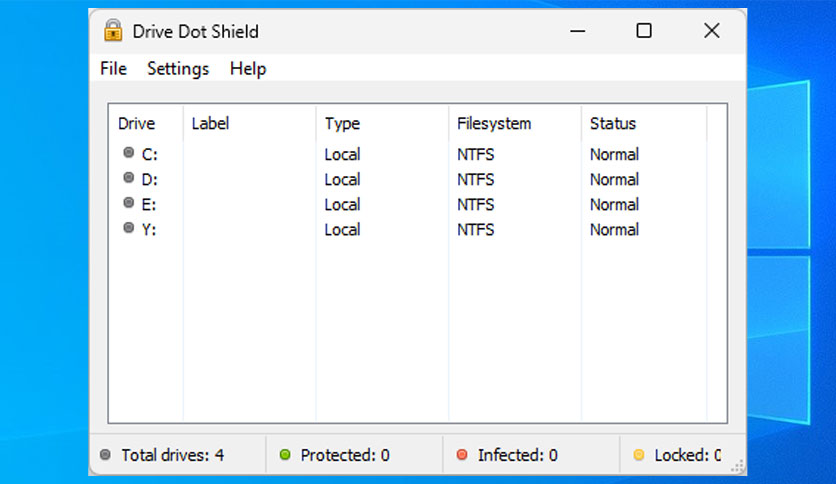 Drive Dot Shield
File Settings Help
Drive Label Type Filesystem Status
C: Local NTFS Normal
D: Local NTFS Normal
E: Local NTFS Normal
Y: Local NTFS Normal
Total drives: 4 Protected: 0 Infected: 0 Locked: 0